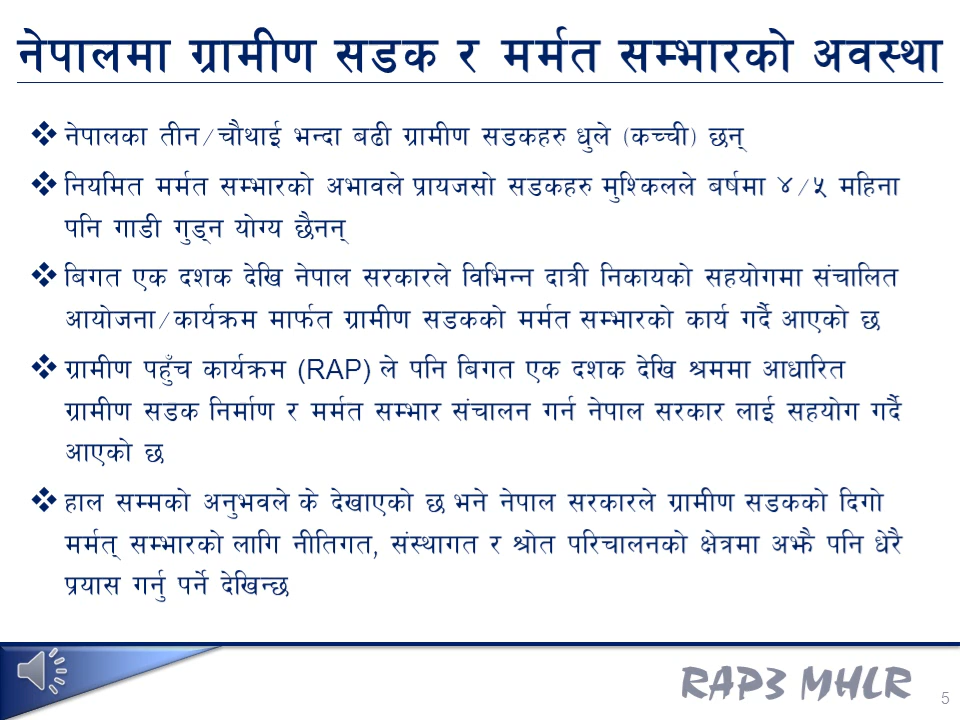 नेपालमा ग्रामीण सडक र मर्मत सम्भारको अवस्था
❖ नेपालका तीन/चौथाई भन्दा बढी ग्रामीण सडकहरु धुले (कच्ची) छन्
❖ नियमित मर्मत सम्भारको अभावले प्रायजसो सडकहरु मुश्किलले बर्षमा ४/५ महिना
पनि गाडी गुड्न योग्य छैनन्
❖ बिगत एक दशक देखि नेपाल सरकारले विभिन्न दात्री निकायको सहयोगमा संचालित
आयोजना/कार्यक्रम मार्फत ग्रामीण सडकको मर्मत सम्भारको कार्य गर्दै आएको छ
❖ ग्रामीण पहुँच कार्यक्रम (RAP) ले पनि बिगत एक दशक देखि श्रममा आधारित
ग्रामीण सडक निर्माण र मर्मत सम्भार संचालन गर्न नेपाल सरकार लाई सहयोग गर्दै
आएको छ
❖ हाल सम्मको अनुभवले के देखाएको छ भने नेपाल सरकारले ग्रामीण सडकको दिगो
मर्मत् सम्भारको लागि नीतिगत, संस्थागत र श्रोत परिचालनको क्षेत्रमा अझै पनि धेरै
प्रयास गर्नु पर्ने देखिन्छ
RAP3 MHLR
5